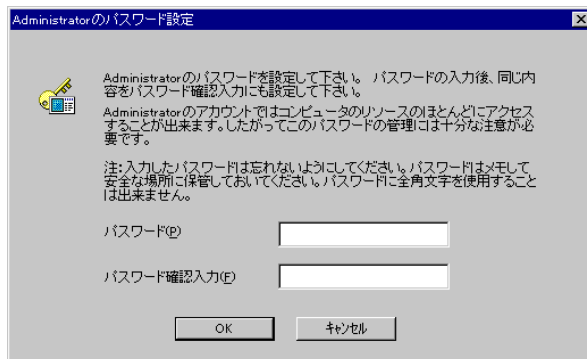 Administratorのパスワード設定
Administratorのパスワードを設定して下さい。 パスワードの入力後、同じ内
容をパスワード確認入力にも設定して下さい。
Administratorのアカウントではコンピュータのリソースのほとんどにアクセス
することが出来ます。したがってこのパスワードの管理には十分な注意が必
要です。
注：入力したパスワードは忘れないようにしてください。パスワードはメモして
安全な場所に保管しておいてください。パスワードに全角文字を使用すること
は出来ません。
パスワード(P)
パスワード確認入力(F)
OK
キャンセル